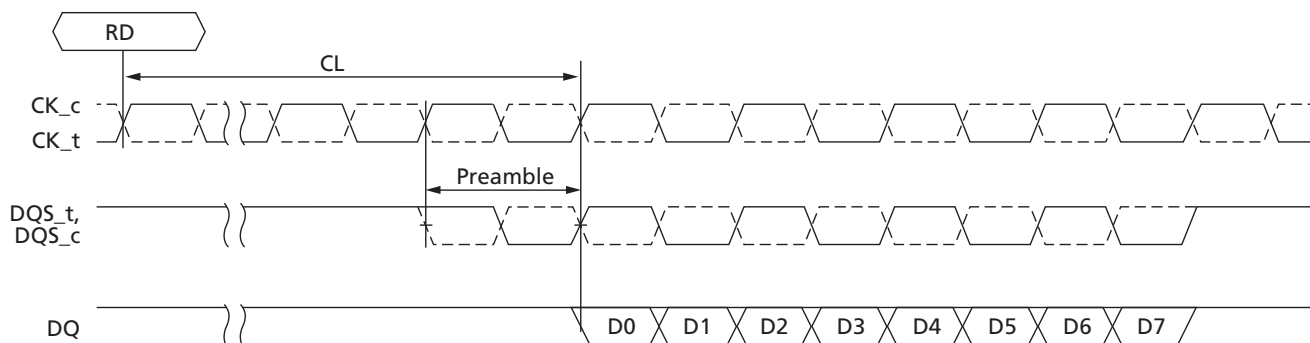 RD
CL
CK_c
CK_t
Preamble
DQS_t,
DQS_c
DQ D0 D1 D2 D3 D4 D5 D6 D7